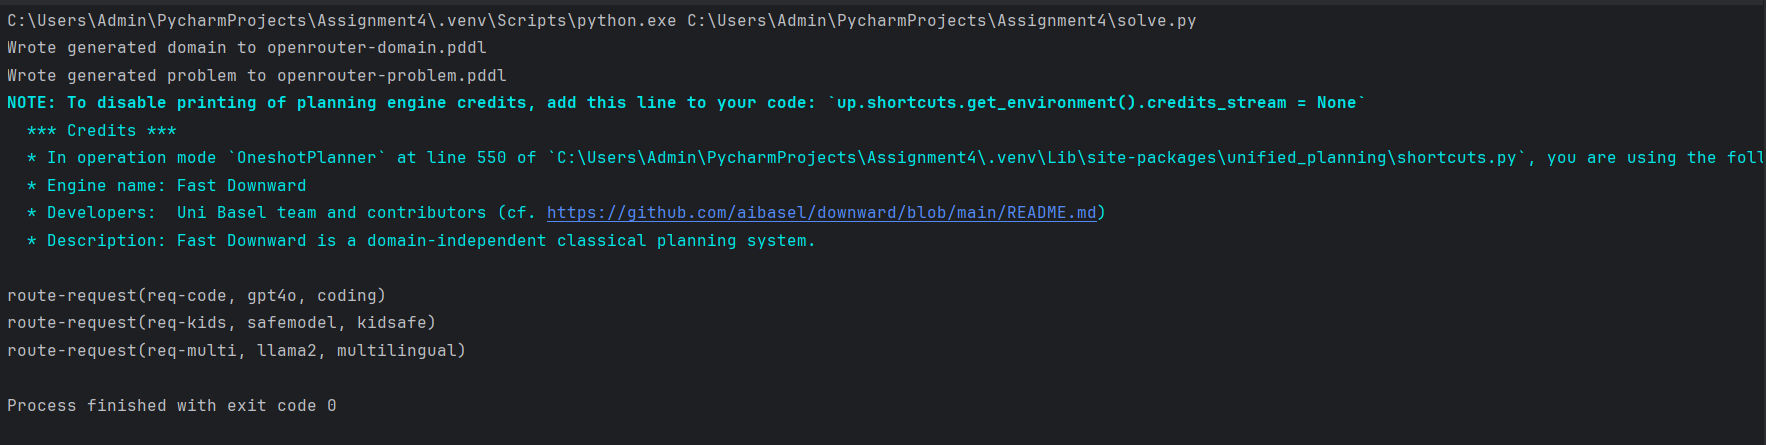 C:\Users\Admin\PycharmProjects\Assignment4\.venv\Scripts\python.exe C:\Users\Admin\PycharmProjects\Assignment4\solve.py
Wrote generated domain to openrouter-domain.pddl
Wrote generated problem to openrouter-problem.pddl
NOTE: To disable printing of planning engine credits, add this line to your code: `up.shortcuts.get_environment().credits_stream = None`
  *** Credits ***
  * In operation mode `OneshotPlanner` at line 550 of `C:\Users\Admin\PycharmProjects\Assignment4\.venv\Lib\site-packages\unified_planning\shortcuts.py`, you are using the foll
  * Engine name: Fast Downward
  * Developers:  Uni Basel team and contributors (cf. https://github.com/aibasel/downward/blob/main/README.md)
  * Description: Fast Downward is a domain-independent classical planning system.
route-request(req-code, gpt4o, coding)
route-request(req-kids, safemodel, kidsafe)
route-request(req-multi, llama2, multilingual)
Process finished with exit code 0